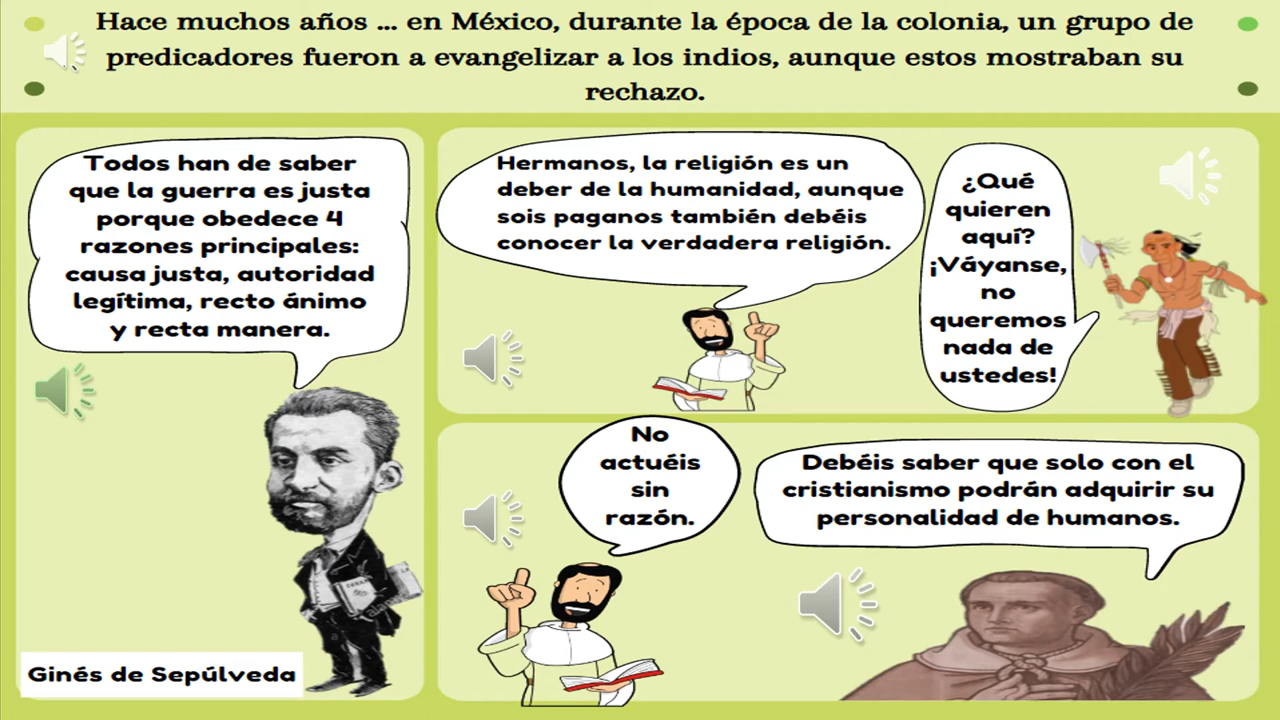 Hace muchos años ... en México, durante la época de la colonia, un grupo de
predicadores fueron a evangelizar a los indios, aunque estos mostraban su
rechazo.
Todos han de saber
que la guerra es justa
porque obedece 4
razones principales:
causa justa, autoridad
legítima, recto ánimo
y recta manera.
Ginés de Sepúlveda
Hermanos, la religión es un
deber de la humanidad, aunque
sois paganos también debéis
conocer la verdadera religión.
¿Qué
quieren
aquí?
¡Váyanse,
no
queremos
nada de
ustedes!
No
actuéis
sin
razón.
Debéis saber que solo con el
cristianismo podrán adquirir su
personalidad de humanos.